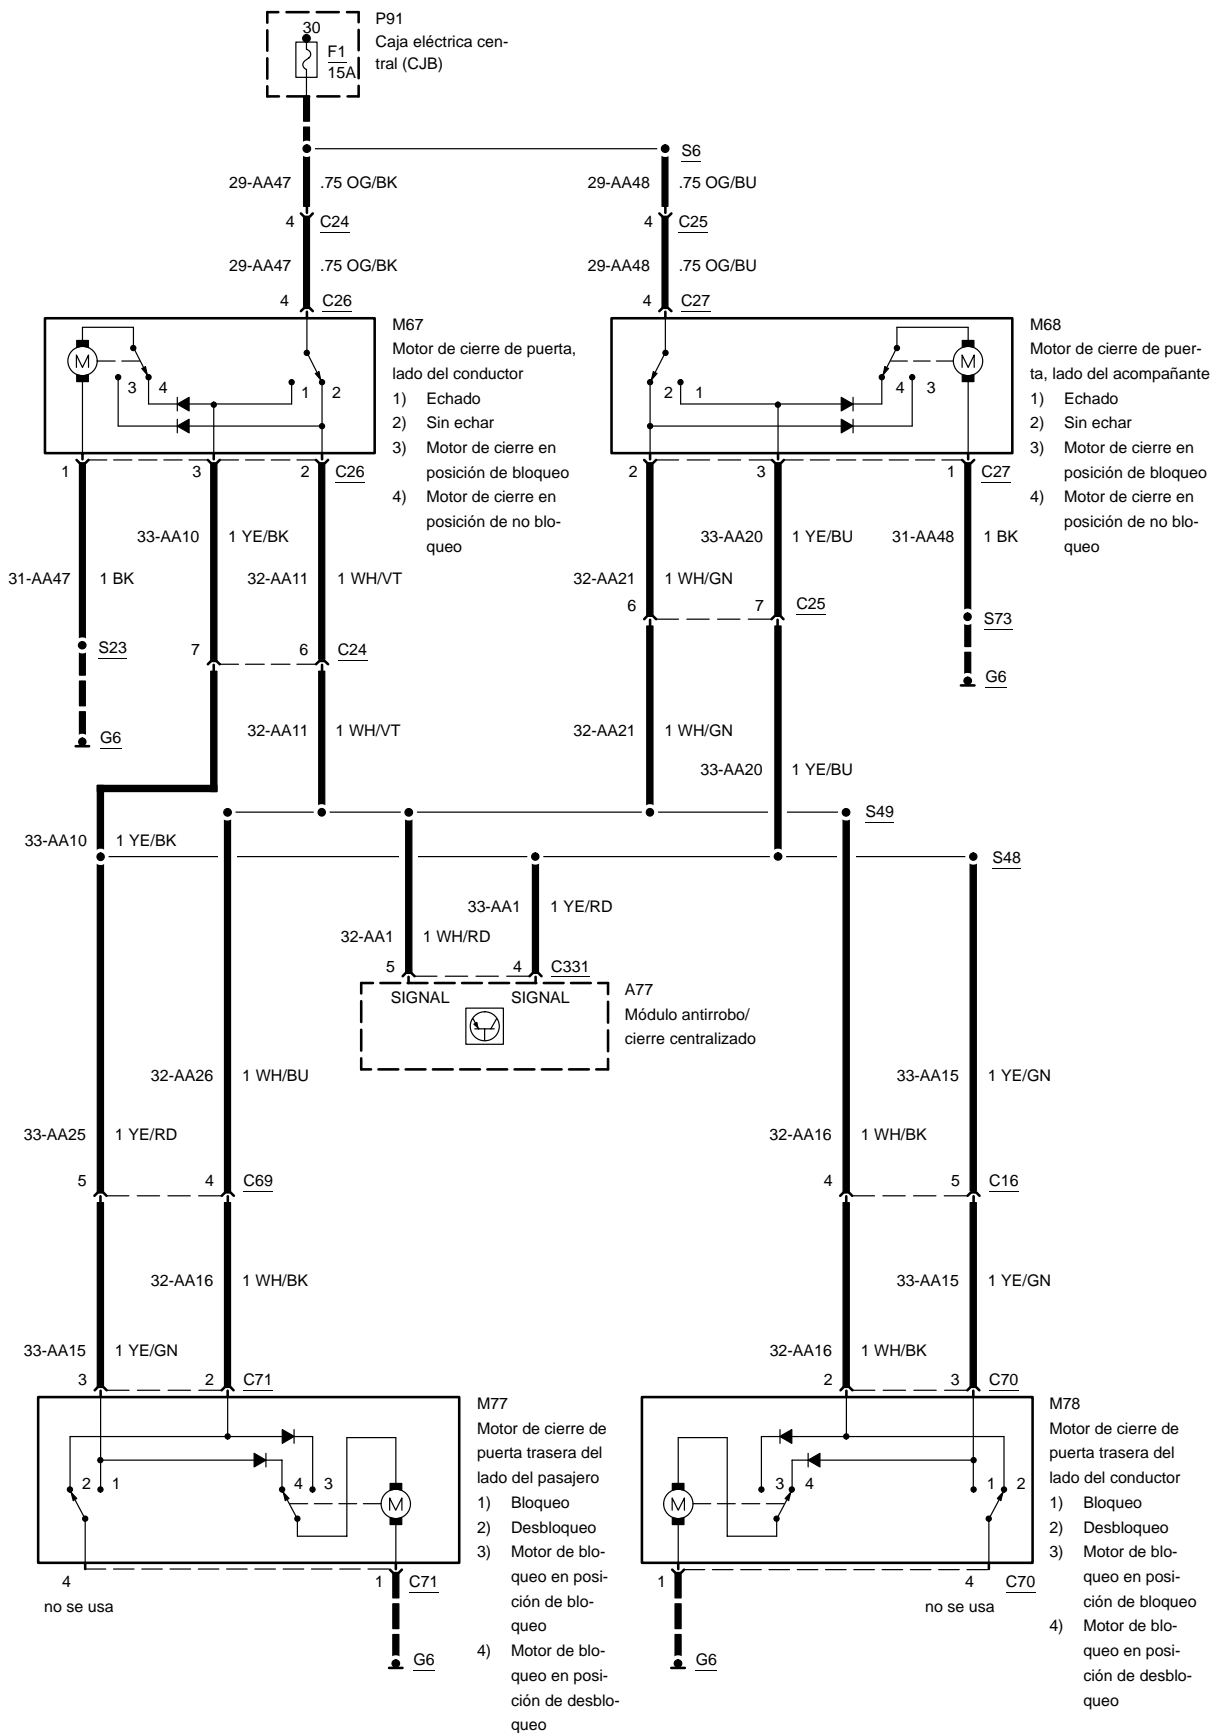 P91
30
Caja eléctrica cen-
F1
tral (CJB)
15A
S6
29-AA47 .75 OG/BK
29-AA48 .75 OG/BU
4 C24
4 C25
29-AA47 .75 OG/BK
29-AA48 .75 OG/BU
4 C26
4 C27
M67
Motor de cierre de puerta,
lado del conductor
1) Echado
2) Sin echar
3) Motor de cierre en
posición de bloqueo
4) Motor de cierre en
posición de no blo-
queo
M68
Motor de cierre de puer-
ta, lado del acompañante
1) Echado
2) Sin echar
3) Motor de cierre en
posición de bloqueo
4) Motor de cierre en
posición de no blo-
queo
M
3 4 1 2
M
2 1 4 3
1 3 2 C26
2 3 1 C27
33-AA10 1 YE/BK
33-AA20 1 YE/BU
31-AA48 1 BK
31-AA47 1 BK
32-AA11 1 WH/VT
32-AA21 1 WH/GN
6 7 C25
S73
S23
7 6 C24
G6
G6
32-AA11 1 WH/VT
32-AA21 1 WH/GN
33-AA20 1 YE/BU
S49
33-AA10 1 YE/BK
S48
33-AA1 1 YE/RD
32-AA1 1 WH/RD
5 4 C331
SIGNAL SIGNAL
A77
Módulo antirrobo/
cierre centralizado
32-AA26 1 WH/BU
33-AA15 1 YE/GN
33-AA25 1 YE/RD
32-AA16 1 WH/BK
5 4 C69
4 5 C16
32-AA16 1 WH/BK
33-AA15 1 YE/GN
33-AA15 1 YE/GN
32-AA16 1 WH/BK
3 2 C71
2 3 C70
M77
Motor de cierre de
puerta trasera del
lado del pasajero
1) Bloqueo
2) Desbloqueo
3) Motor de blo-
queo en posi-
ción de blo-
queo
4) Motor de blo-
queo en posi-
ción de desblo-
queo
M78
Motor de cierre de
puerta trasera del
lado del conductor
1) Bloqueo
2) Desbloqueo
3) Motor de blo-
queo en posi-
ción de bloqueo
4) Motor de blo-
queo en posi-
ción de desblo-
queo
2 1 4 3
M
3 4 1 2
M
4 1 C71
no se usa
1 4 C70
no se usa
G6
G6